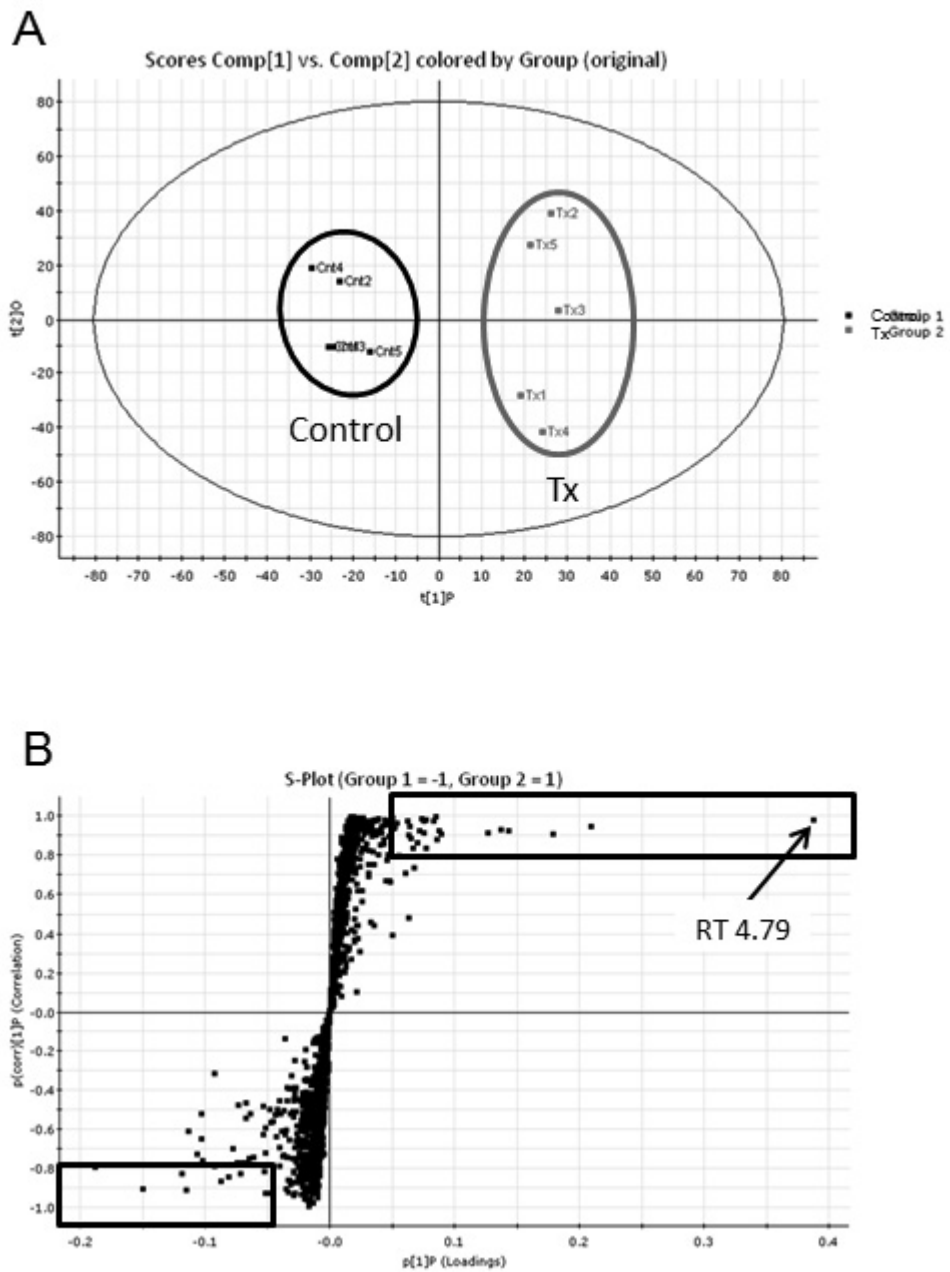 A
Scores Comp[1] vs. Comp[2] colored by Group (original)
80
60
40
20
0
-20
-40
-60
-80
t[2]O
Cnt4
Cnt2
Cnt5
Control
Tx2
Tx5
Tx3
Tx1
Tx4
Tx
Control
Group 1
Tx
Group 2
-80 -70 -60 -50 -40 -30 -20 -10 0 10 20 30 40 50 60 70 80
t[1]P
B
S-Plot (Group 1 = -1, Group 2 = 1)
1.0
0.8
0.6
0.4
0.2
-0.0
-0.2
-0.4
-0.6
-0.8
-1.0
p(corr)[1]P (Correlation)
RT 4.79
-0.2 -0.1 -0.0 0.1 0.2 0.3 0.4
p[1]P (Loadings)